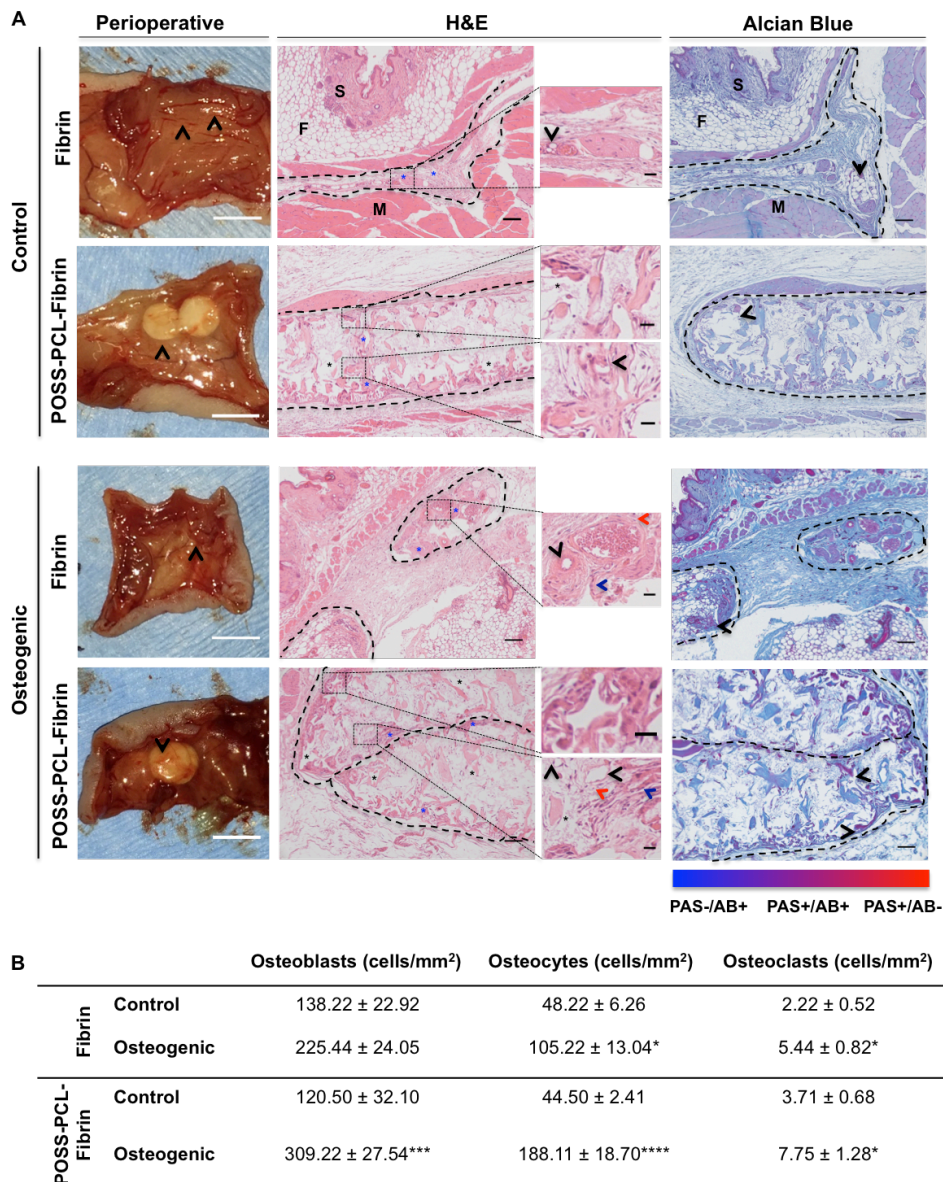 A
Perioperative H&E Alcian Blue
Control
Fibrin
S
F
M
*
*
S
F
M
POSS-PCL-Fibrin
*
*
*
*
*
*
Osteogenic
Fibrin
*
*
POSS-PCL-Fibrin
*
*
*
*
*
*
*
*
PAS-/AB+ PAS+/AB+ PAS+/AB-
B
Osteoblasts (cells/mm²) Osteocytes (cells/mm²) Osteoclasts (cells/mm²)
Fibrin
Control 138.22 ± 22.92 48.22 ± 6.26 2.22 ± 0.52
Osteogenic 225.44 ± 24.05 105.22 ± 13.04* 5.44 ± 0.82*
POSS-PCL-
Fibrin
Control 120.50 ± 32.10 44.50 ± 2.41 3.71 ± 0.68
Osteogenic 309.22 ± 27.54*** 188.11 ± 18.70**** 7.75 ± 1.28*